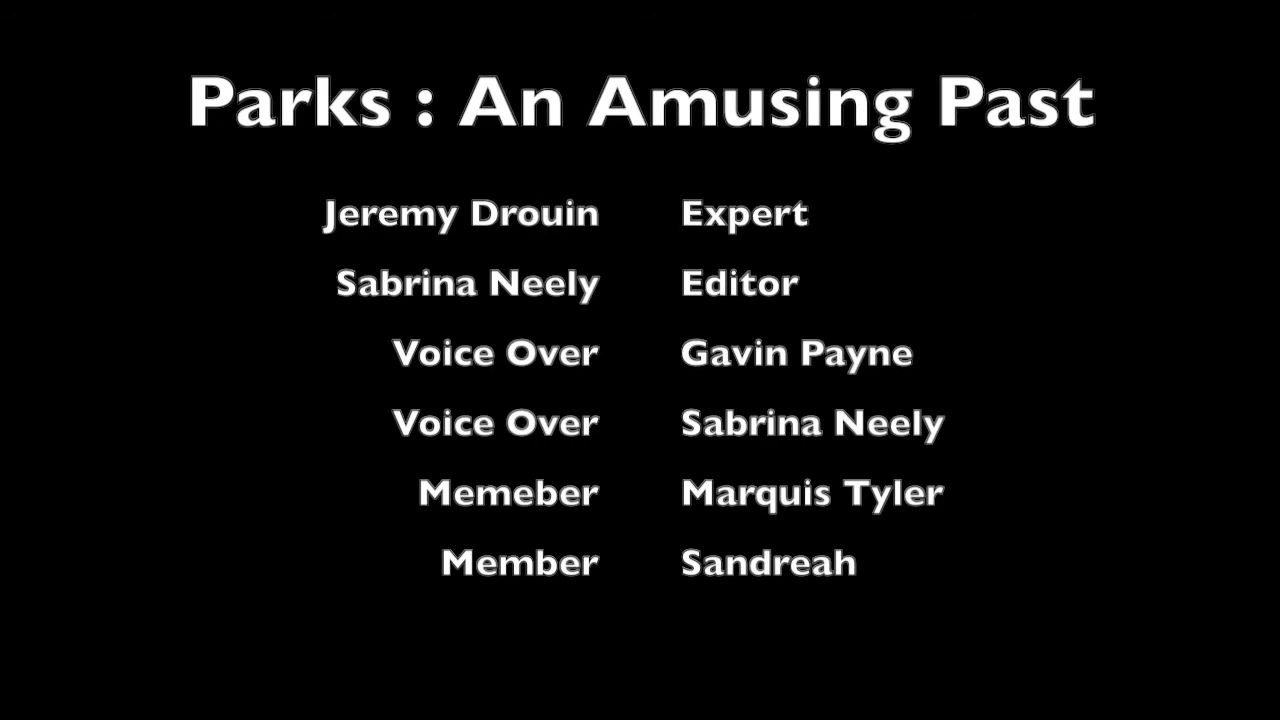 Parks : An Amusing Past
Jeremy Drouin Expert
Sabrina Neely Editor
Voice Over Gavin Payne
Voice Over Sabrina Neely
Memeber Marquis Tyler
Member Sandreah